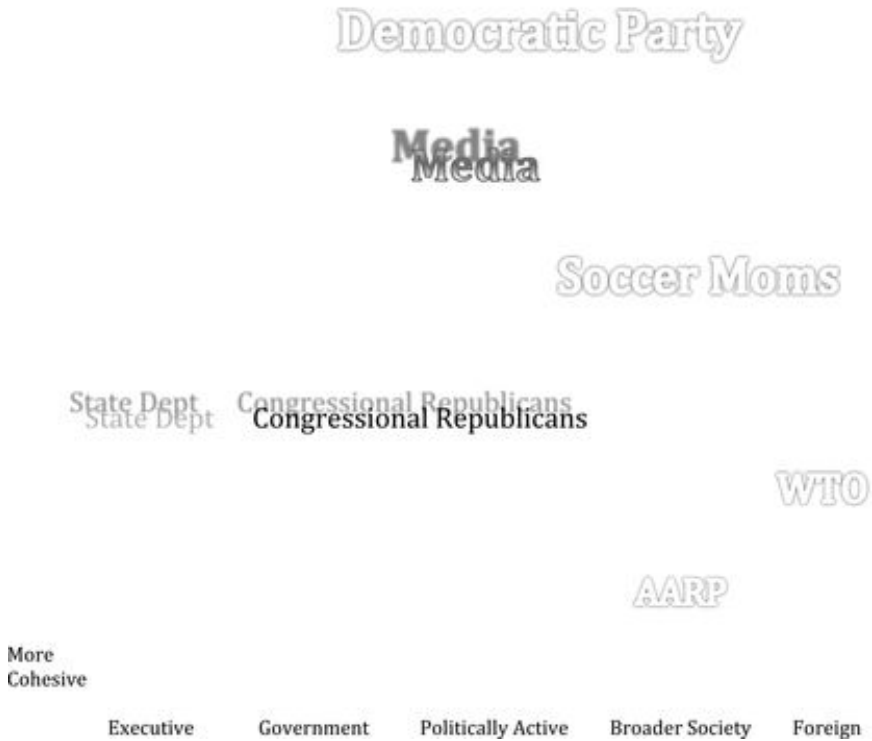 Democratic Party
Media
Media
Soccer Moms
State Dept Congressional Republicans
State Dept Congressional Republicans
WTO
AARP
More
Cohesive
Executive Government Politically Active Broader Society Foreign